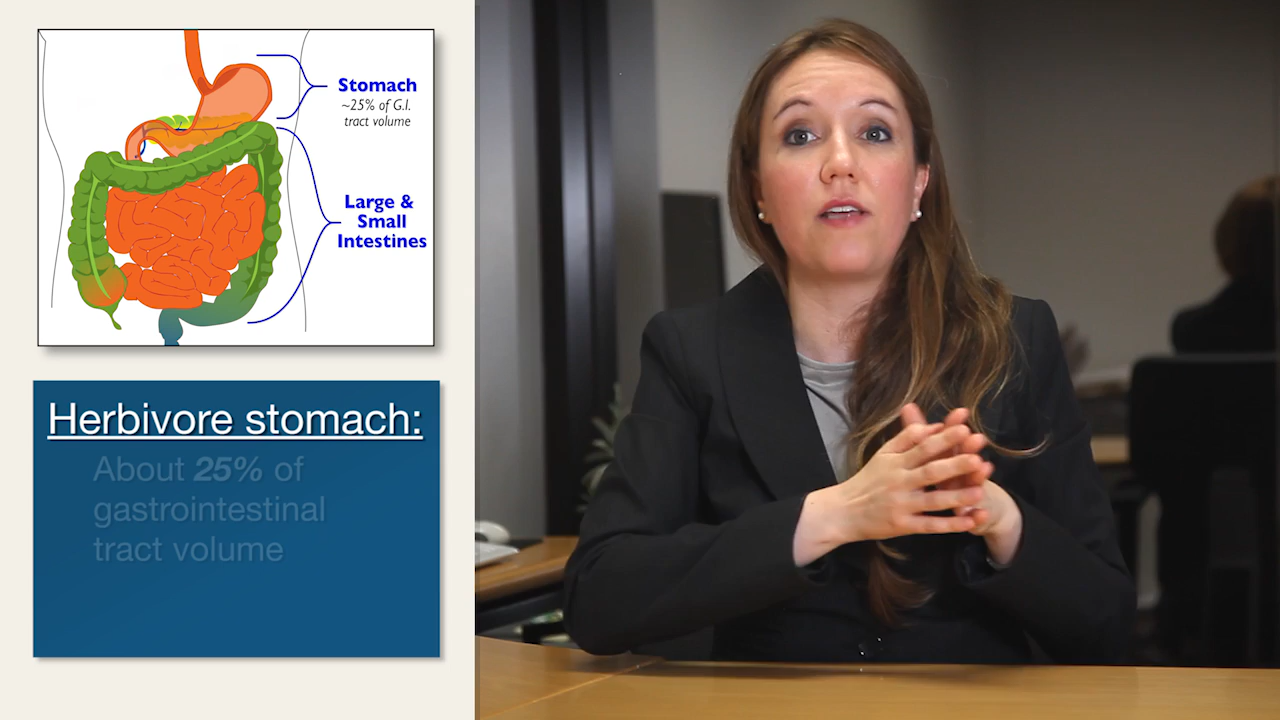 Stomach
~25% of G.I.
tract volume
Large &
Small
Intestines
Herbivore stomach:
About 25% of
gastrointestinal
tract volume